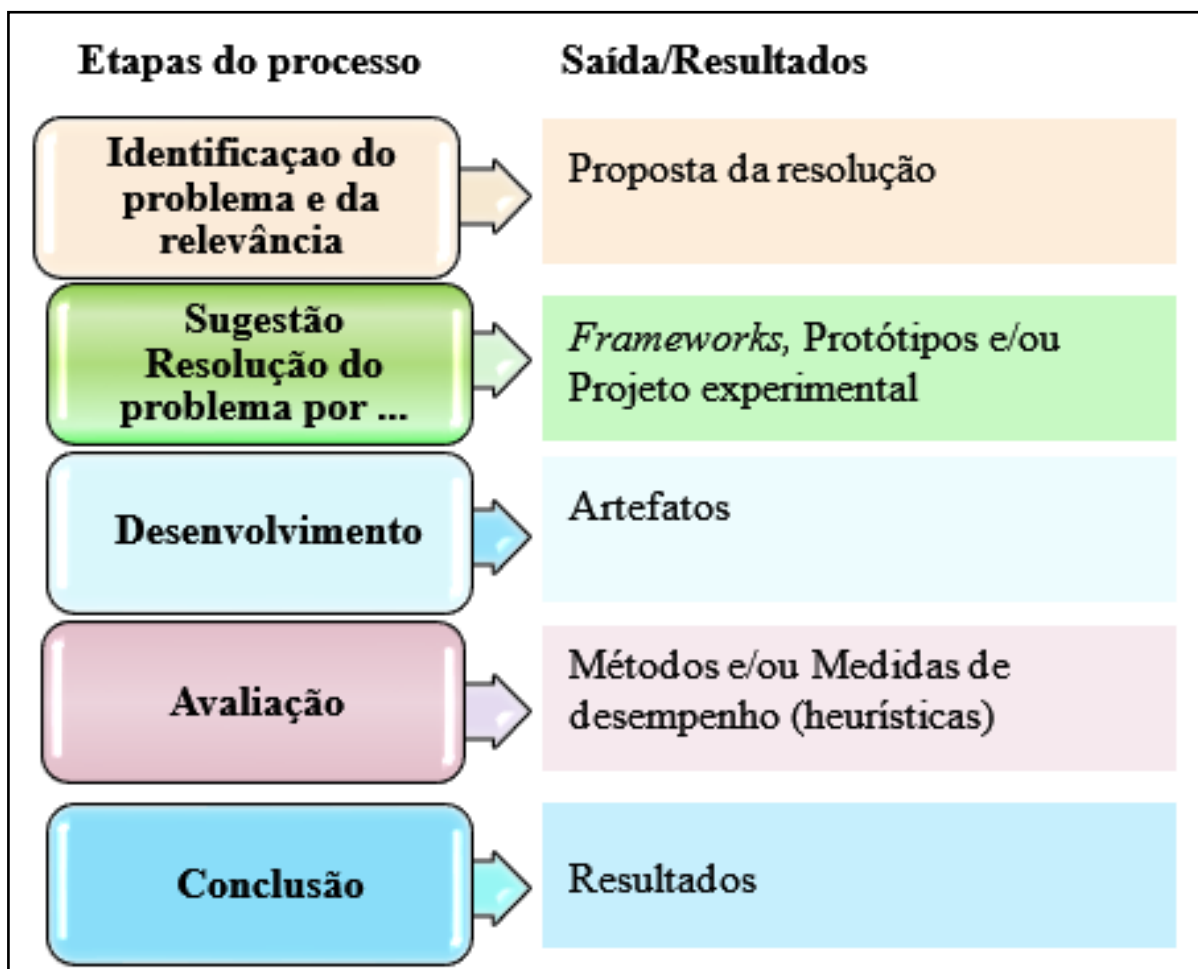 Etapas do processo
Saída/Resultados
Identificaçao do
problema e da
relevância
Proposta da resolução
Sugestão
Resolução do
problema por ...
Frameworks, Protótipos e/ou
Projeto experimental
Desenvolvimento
Artefatos
Avaliação
Métodos e/ou Medidas de
desempenho (heurísticas)
Conclusão
Resultados